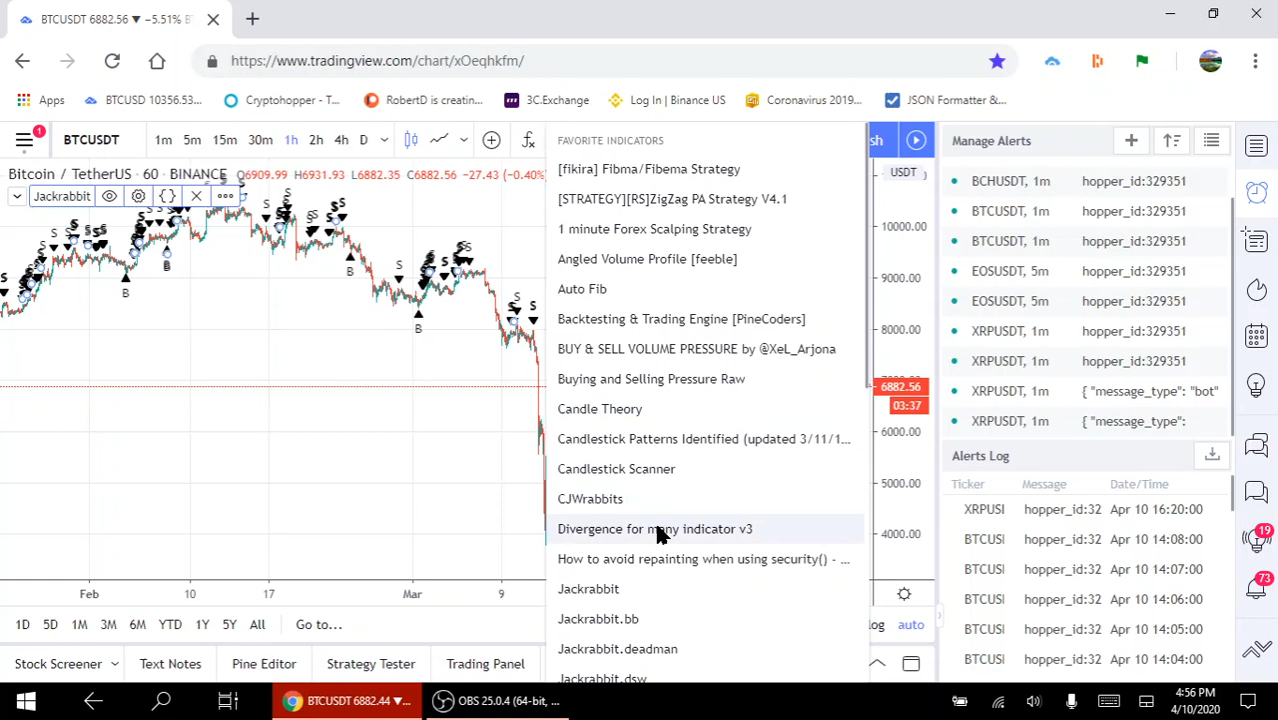 BTCUSDT 6882.56 ▼ −5.51% B
https://www.tradingview.com/chart/xOeqhkfm/
Apps BTCUSD 10356.53... Cryptohopper - T... RobertD is creatin... 3C.Exchange Log In | Binance US Coronavirus 2019... JSON Formatter &...
1 BTCUSDT 1m 5m 15m 30m 1h 2h 4h D
Bitcoin / TetherUS · 60 · BINANCE O6909.99 H6931.93 L6882.35 C6882.56 −27.43 (−0.40%
Jackrabbit
FAVORITE INDICATORS
[fikira] Fibma/Fibema Strategy
[STRATEGY][RS]ZigZag PA Strategy V4.1
1 minute Forex Scalping Strategy
Angled Volume Profile [feeble]
Auto Fib
Backtesting & Trading Engine [PineCoders]
BUY & SELL VOLUME PRESSURE by @XeL_Arjona
Buying and Selling Pressure Raw
Candle Theory
Candlestick Patterns Identified (updated 3/11/1...
Candlestick Scanner
CJWrabbits
Divergence for many indicator v3
How to avoid repainting when using security() - ...
Jackrabbit
Jackrabbit.bb
Jackrabbit.deadman
Jackrabbit.dsw
sh
USDT
10000.00
9000.00
8000.00
6882.56
03:37
6000.00
5000.00
4000.00
Feb 10 17 Mar 9
1D 5D 1M 3M 6M YTD 1Y 5Y All Go to...
log auto
Stock Screener Text Notes Pine Editor Strategy Tester Trading Panel
Manage Alerts
BCHUSDT, 1m hopper_id:329351
BTCUSDT, 1m hopper_id:329351
BTCUSDT, 1m hopper_id:329351
EOSUSDT, 5m hopper_id:329351
EOSUSDT, 5m hopper_id:329351
XRPUSDT, 1m hopper_id:329351
XRPUSDT, 1m hopper_id:329351
XRPUSDT, 1m { "message_type": "bot"
XRPUSDT, 1m { "message_type":
Alerts Log
Ticker Message Date/Time
XRPUSI hopper_id:32 Apr 10 16:20:00
BTCUSI hopper_id:32 Apr 10 14:08:00
BTCUSI hopper_id:32 Apr 10 14:07:00
BTCUSI hopper_id:32 Apr 10 14:06:00
BTCUSI hopper_id:32 Apr 10 14:05:00
BTCUSI hopper_id:32 Apr 10 14:04:00
19
73
BTCUSDT 6882.44 ▼... OBS 25.0.4 (64-bit, ...
4:56 PM
4/10/2020